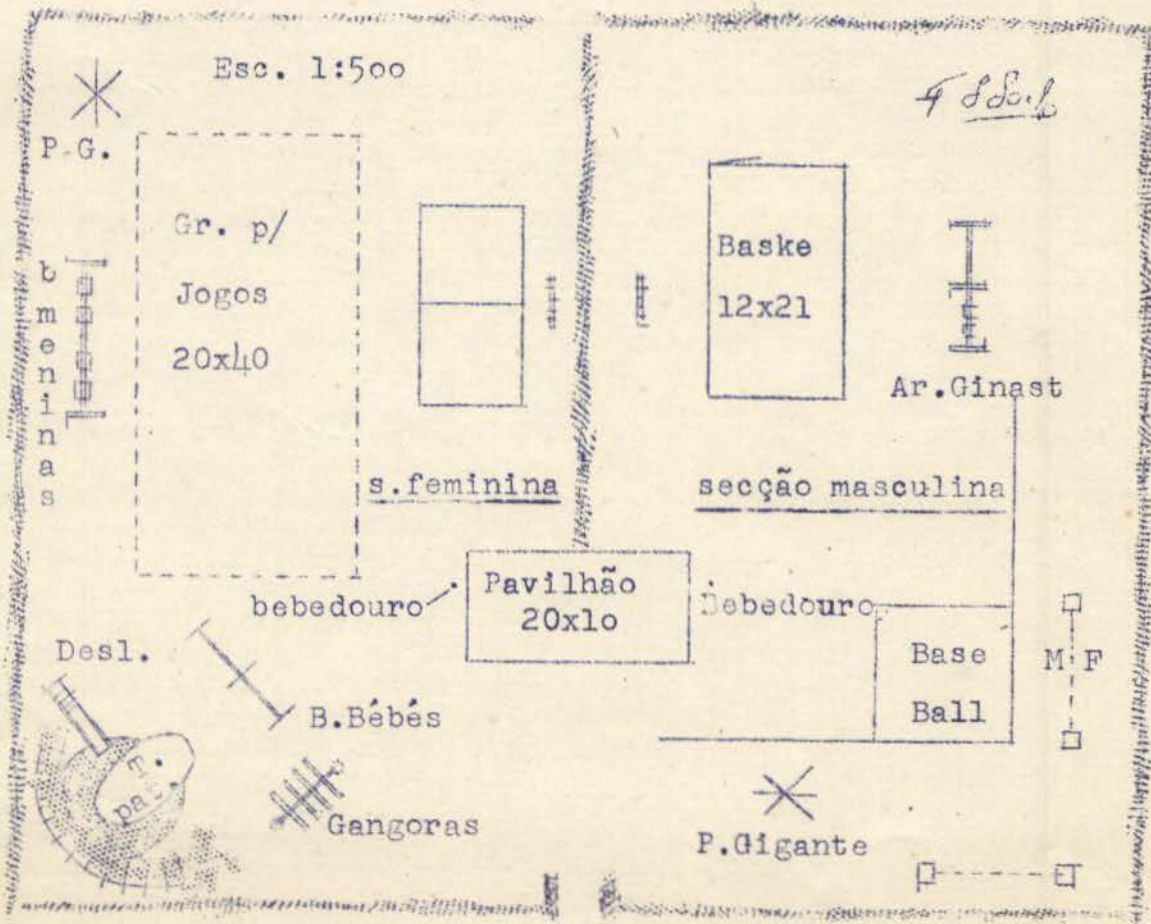 Esc. 1:500
P.G.
Gr. p/
Jogos
20x40
b meninas
Baske
12x21
Ar.Ginast
s.feminina
secção masculina
bebedouro
Pavilhão
20x10
Bebedouro
Base
Ball
M F
Desl.
B.Bébés
Gangoras
P.Gigante